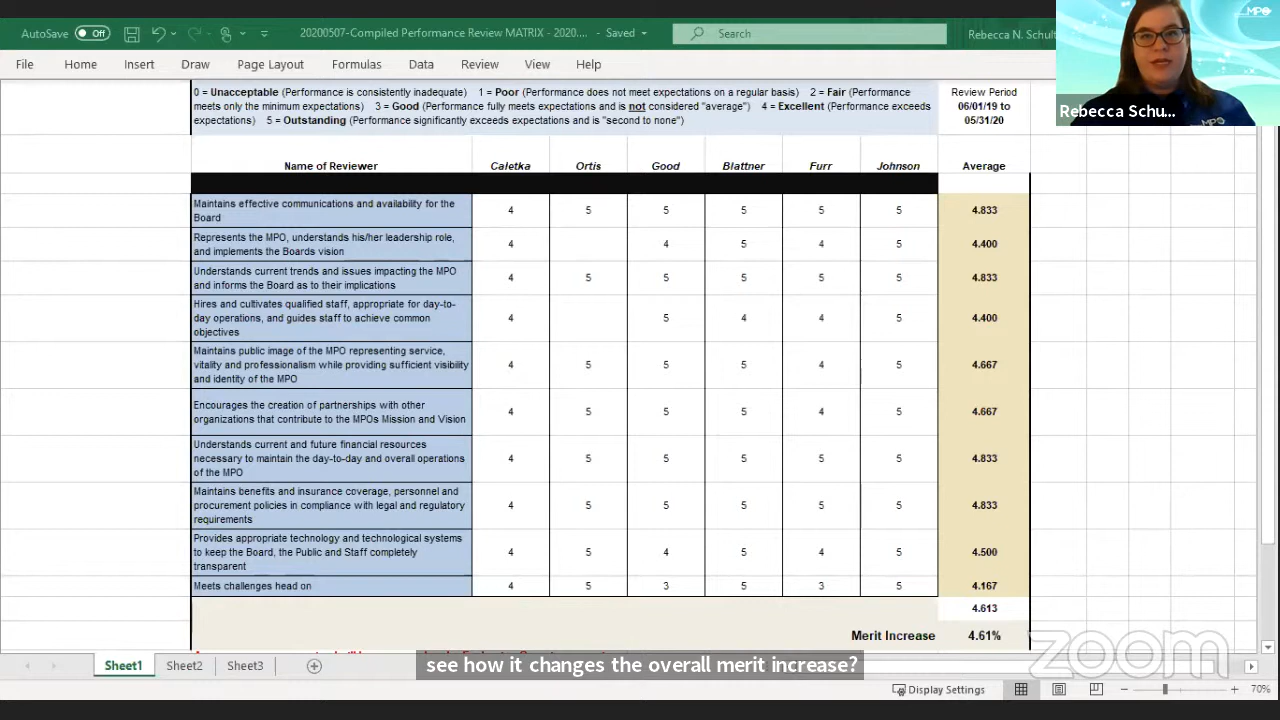 AutoSave Off 20200507-Compiled Performance Review MATRIX - 2020.... - Saved Search Rebecca N. Schult
MPO
File Home Insert Draw Page Layout Formulas Data Review View Help
0 = Unacceptable (Performance is consistently inadequate) 1 = Poor (Performance does not meet expectations on a regular basis) 2 = Fair (Performance
meets only the minimum expectations) 3 = Good (Performance fully meets expectations and is not considered "average") 4 = Excellent (Performance exceeds
expectations) 5 = Outstanding (Performance significantly exceeds expectations and is "second to none")
Review Period
06/01/19 to
05/31/20
Rebecca Schu...
MPO
Name of Reviewer Caletka Ortis Good Blattner Furr Johnson Average
Maintains effective communications and availability for the
Board
4 5 5 5 5 5 4.833
Represents the MPO, understands his/her leadership role,
and implements the Boards vision
4 4 5 4 5 4.400
Understands current trends and issues impacting the MPO
and informs the Board as to their implications
4 5 5 5 5 5 4.833
Hires and cultivates qualified staff, appropriate for day-to-
day operations, and guides staff to achieve common
objectives
4 5 4 4 5 4.400
Maintains public image of the MPO representing service,
vitality and professionalism while providing sufficient visibility
and identity of the MPO
4 5 5 5 4 5 4.667
Encourages the creation of partnerships with other
organizations that contribute to the MPOs Mission and Vision
4 5 5 5 4 5 4.667
Understands current and future financial resources
necessary to maintain the day-to-day and overall operations
of the MPO
4 5 5 5 5 5 4.833
Maintains benefits and insurance coverage, personnel and
procurement policies in compliance with legal and regulatory
requirements
4 5 5 5 5 5 4.833
Provides appropriate technology and technological systems
to keep the Board, the Public and Staff completely
transparent
4 5 4 5 4 5 4.500
Meets challenges head on 4 5 3 5 3 5 4.167
4.613
Merit Increase 4.61%
zoom
Sheet1 Sheet2 Sheet3
see how it changes the overall merit increase?
Display Settings 70%